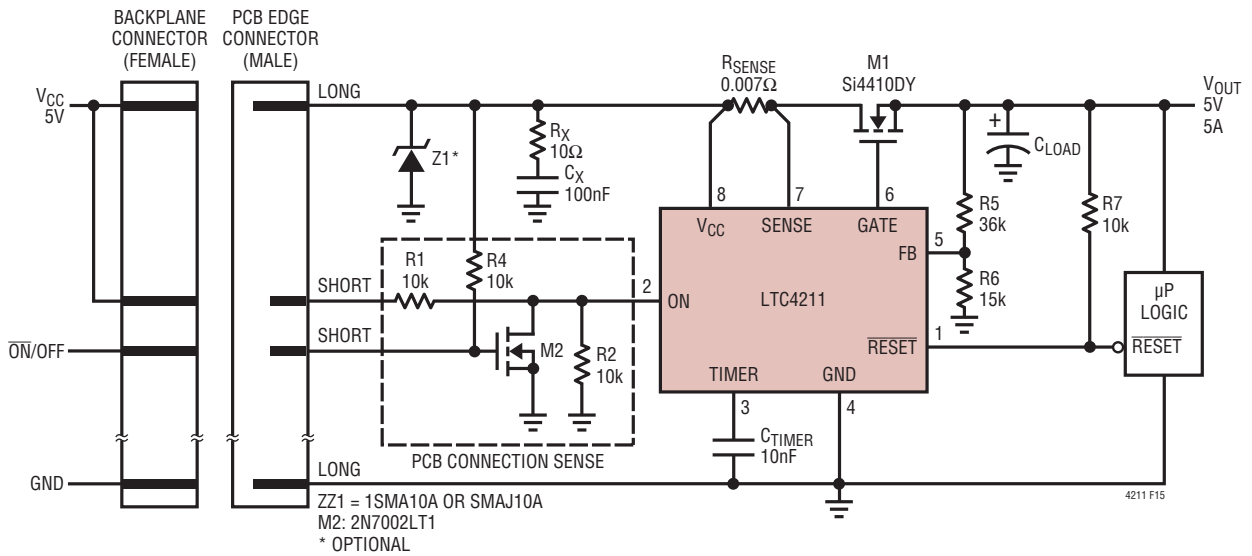 BACKPLANE
CONNECTOR
(FEMALE)
PCB EDGE
CONNECTOR
(MALE)
VCC
5V
LONG
Z1*
RX
10Ω
CX
100nF
RSENSE
0.007Ω
M1
Si4410DY
VOUT
5V
5A
+
CLOAD
R5
36k
R7
10k
8
7
6
VCC
SENSE
GATE
5
FB
R6
15k
R1
10k
R4
10k
SHORT
2
ON
LTC4211
µP
LOGIC
ON/OFF
SHORT
M2
R2
10k
RESET
1
RESET
TIMER
GND
3
4
CTIMER
10nF
PCB CONNECTION SENSE
GND
LONG
ZZ1 = 1SMA10A OR SMAJ10A
M2: 2N7002LT1
* OPTIONAL
4211 F15